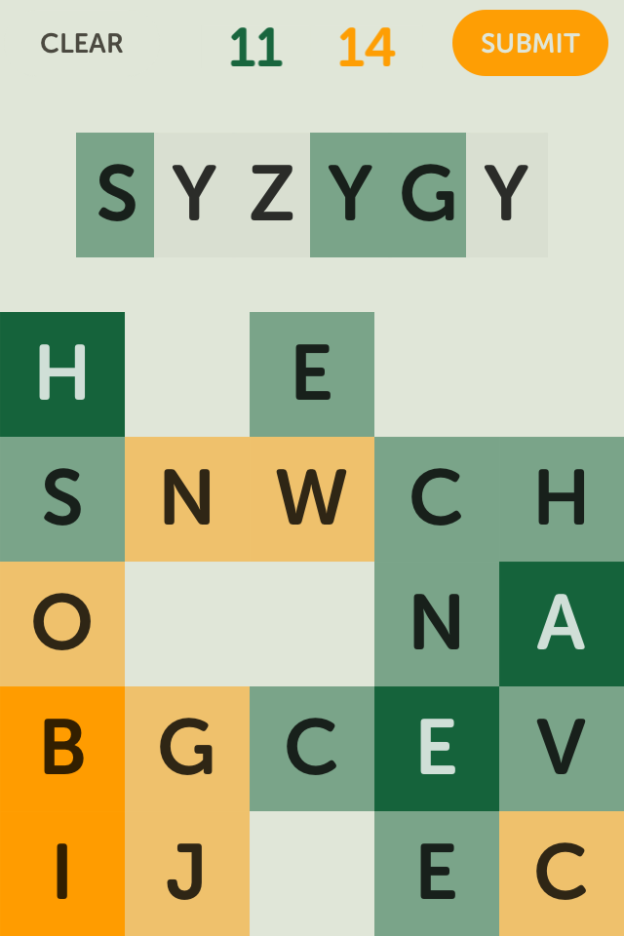 CLEAR 11 14 SUBMIT
SYZYGY
H E
S N W C H
O N A
B G C E V
I J E C